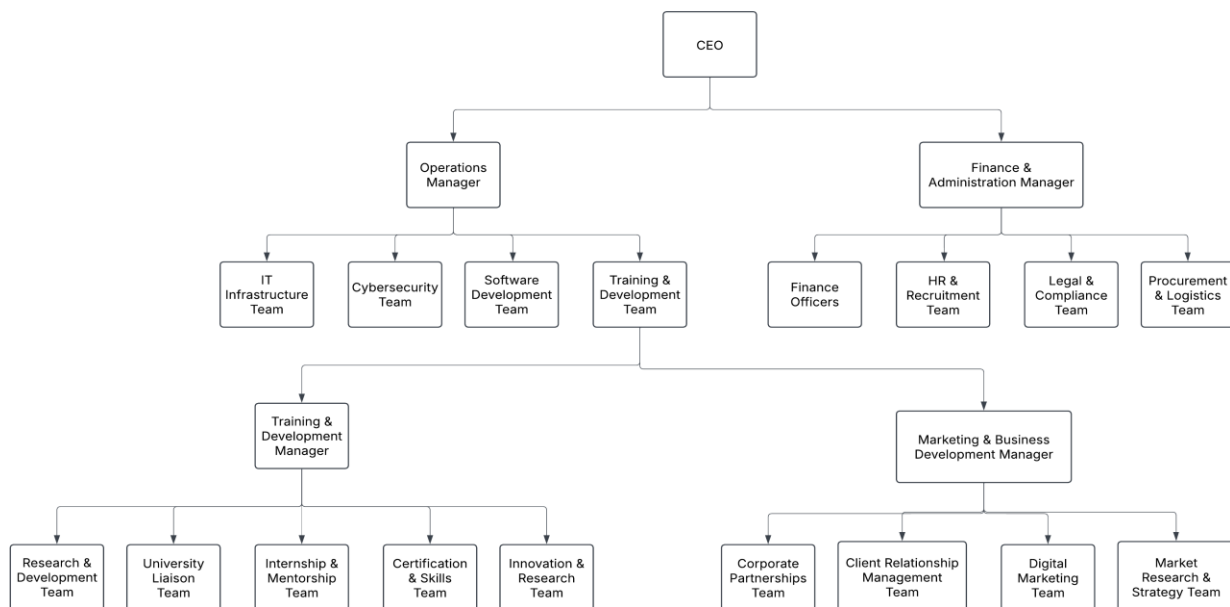 CEO
Operations
Manager
Finance &
Administration Manager
IT
Infrastructure
Team
Cybersecurity
Team
Software
Development
Team
Training &
Development
Team
Finance
Officers
HR &
Recruitment
Team
Legal &
Compliance
Team
Procurement
& Logistics
Team
Training &
Development
Manager
Marketing & Business
Development Manager
Research &
Development
Team
University
Liaison
Team
Internship &
Mentorship
Team
Certification
& Skills
Team
Innovation &
Research
Team
Corporate
Partnerships
Team
Client Relationship
Management
Team
Digital
Marketing
Team
Market
Research &
Strategy Team